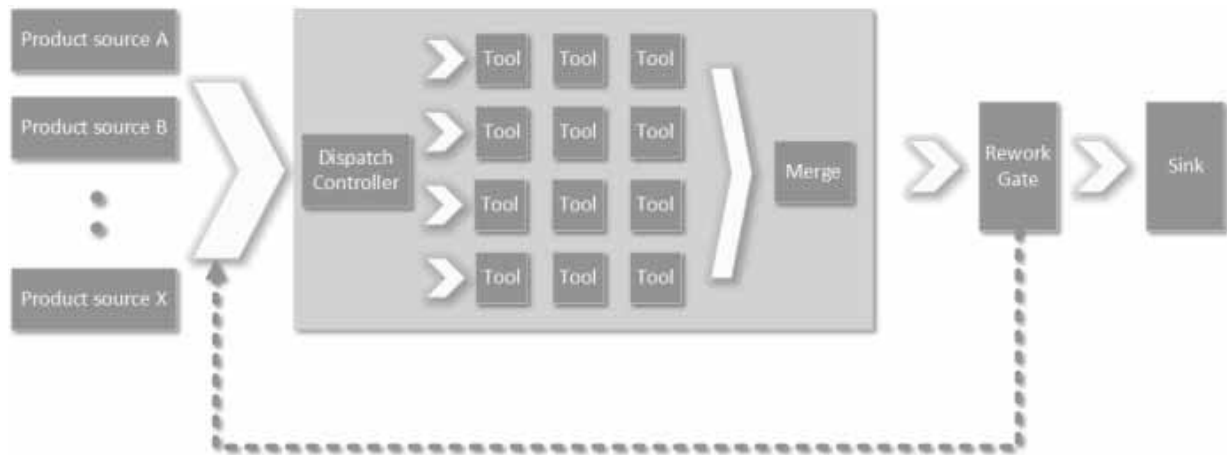 Product source A
Product source B
Product source X
Dispatch
Controller
Tool Tool Tool
Tool Tool Tool
Tool Tool Tool
Tool Tool Tool
Merge
Rework
Gate
Sink